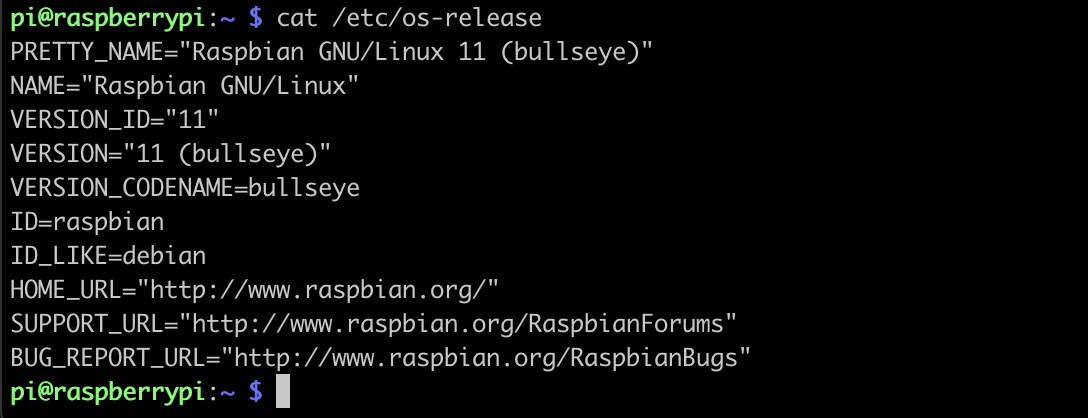 pi@raspberrypi:~ $ cat /etc/os-release
PRETTY_NAME="Raspbian GNU/Linux 11 (bullseye)"
NAME="Raspbian GNU/Linux"
VERSION_ID="11"
VERSION="11 (bullseye)"
VERSION_CODENAME=bullseye
ID=raspbian
ID_LIKE=debian
HOME_URL="http://www.raspbian.org/"
SUPPORT_URL="http://www.raspbian.org/RaspbianForums"
BUG_REPORT_URL="http://www.raspbian.org/RaspbianBugs"
pi@raspberrypi:~ $